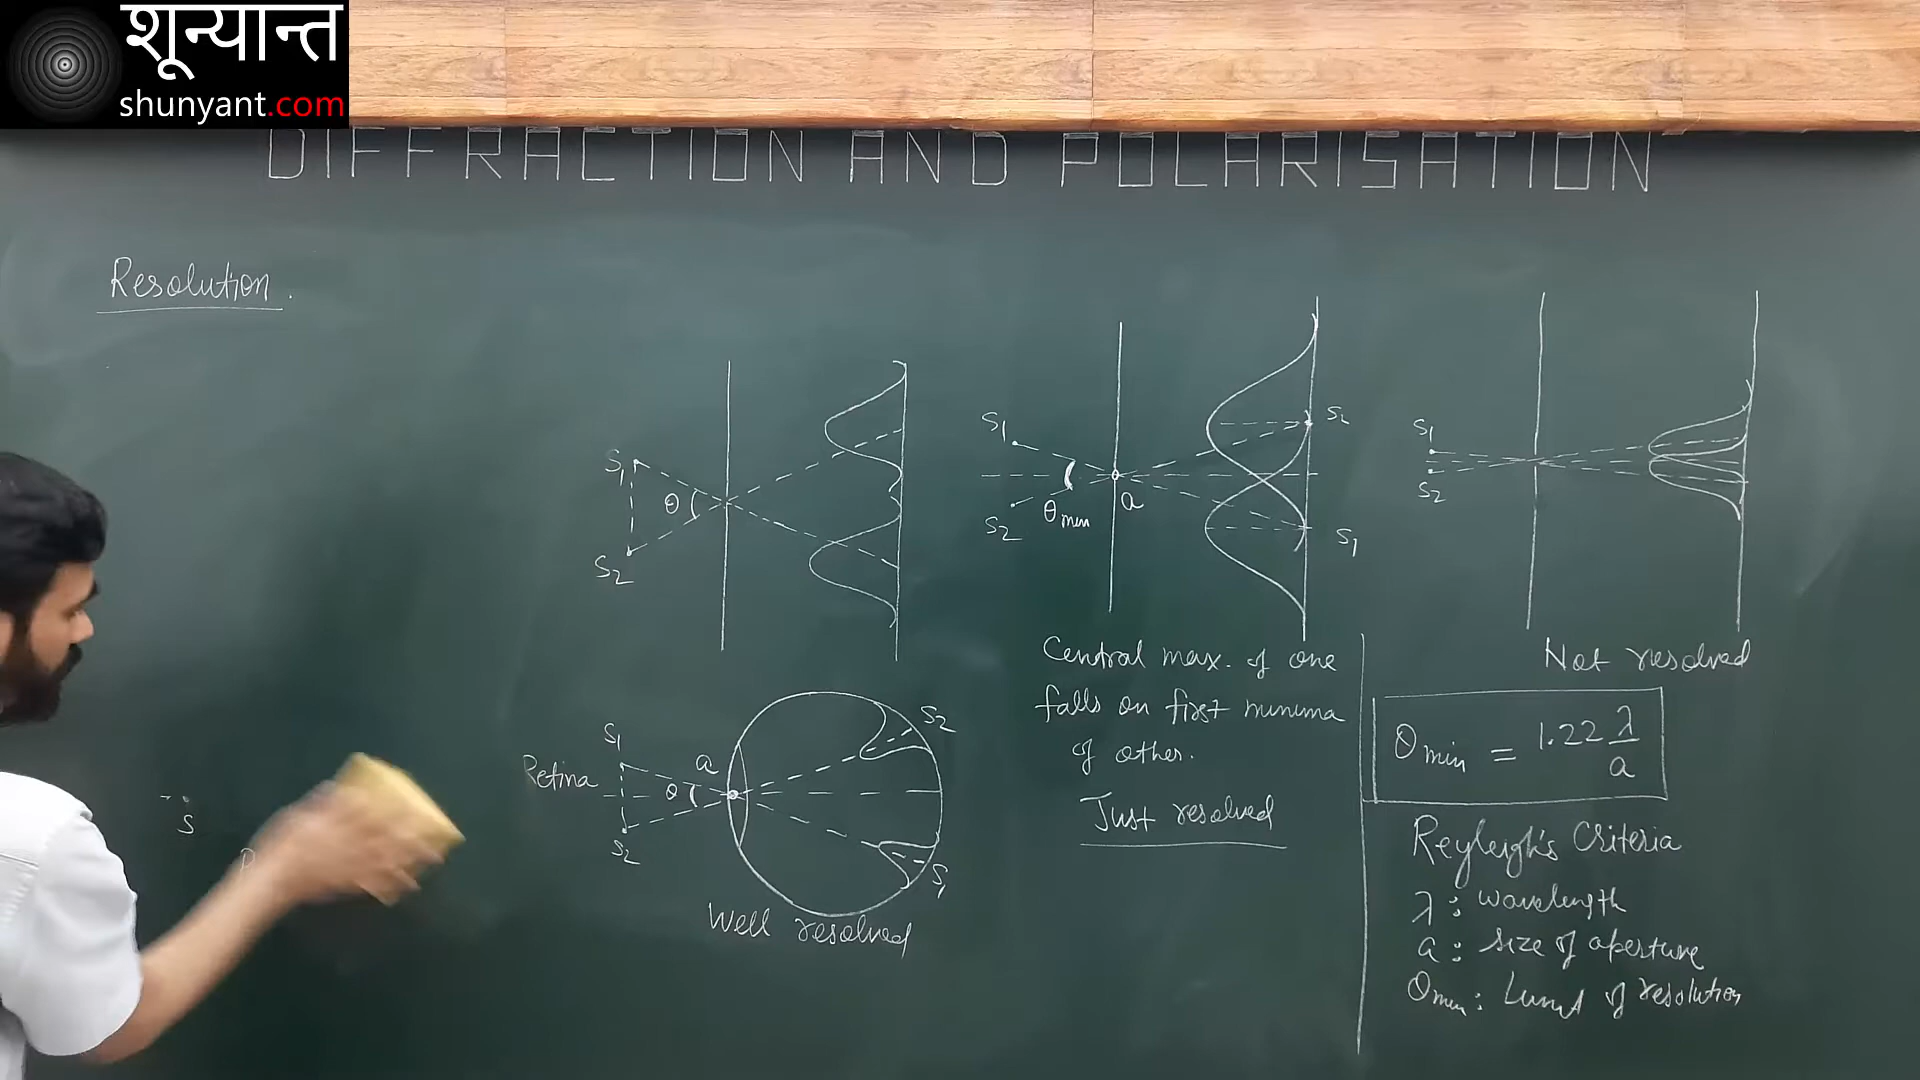 शून्यान्त
shunyant.com
DIFFRACTION AND POLARISATION
Resolution.
S1
S2
θ
S1
S2
θmin
a
S2
S1
S1
S2
Central max. of one
falls on first minima
of other.
Just resolved
Not resolved
θmin = 1.22 λ/a
Reyleigh's Criteria
λ : wavelength
a : size of aperture
θmin : Limit of resolution
Retina
S1
S2
θ
a
S2
S1
Well resolved
S